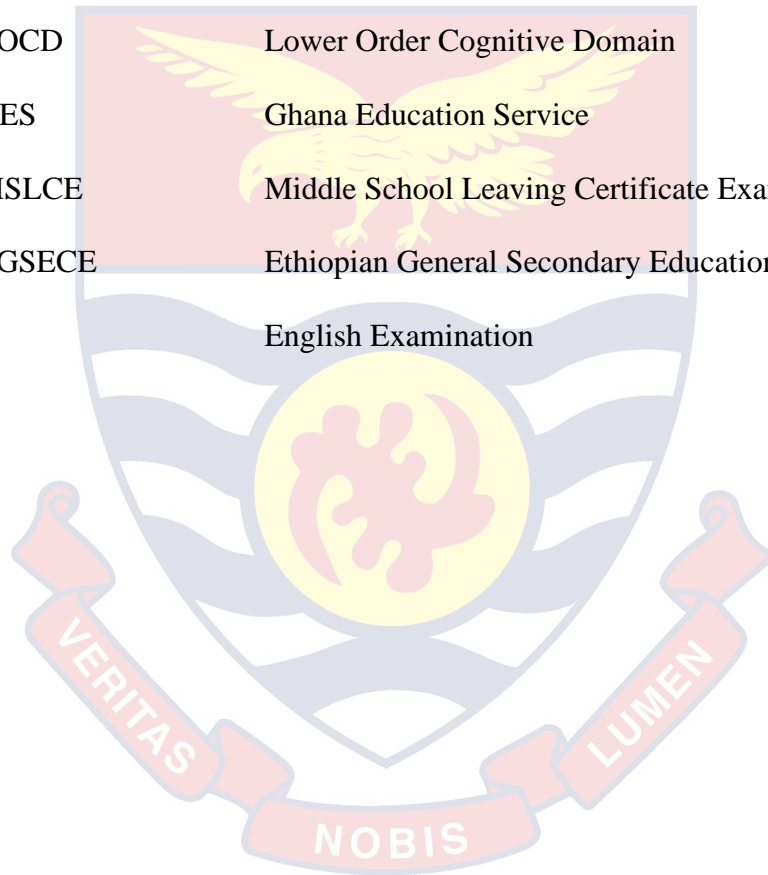 OCD Lower Order Cognitive Domain
ES Ghana Education Service
ISLCE Middle School Leaving Certificate Exa
GSECE Ethiopian General Secondary Education
English Examination
VERITAS
NOBIS
LUMEN